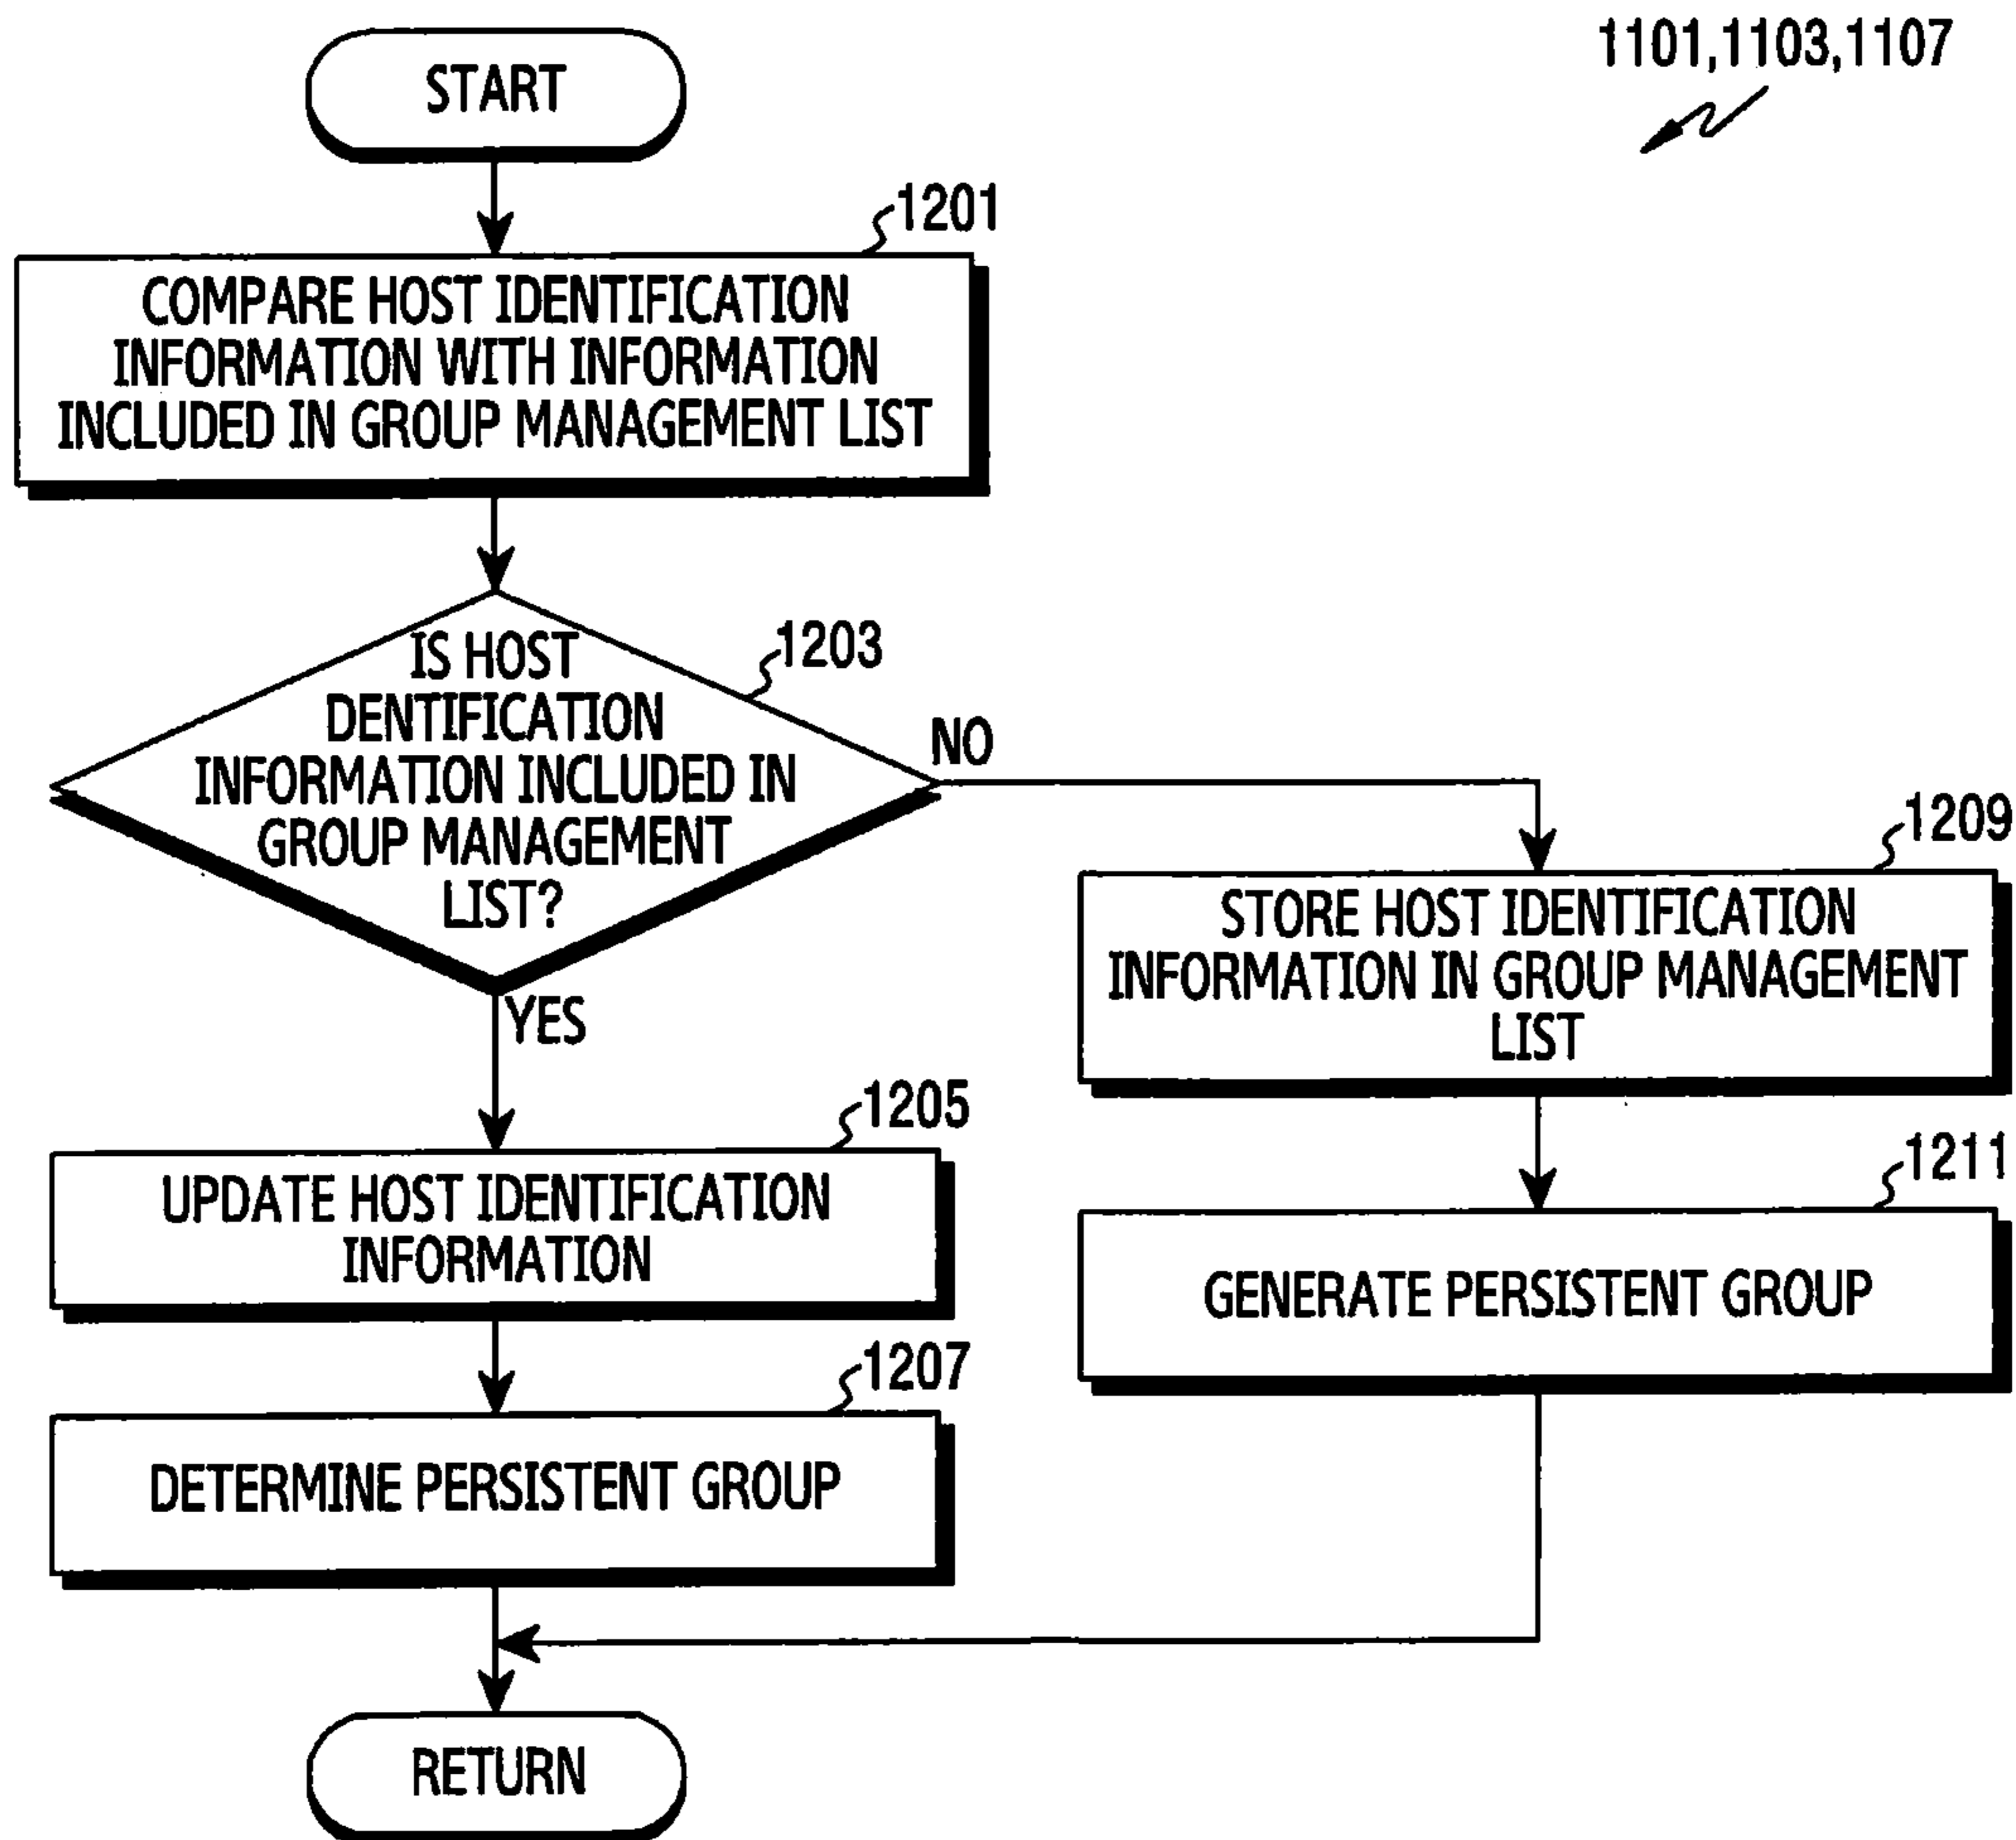 1101,1103,1107
START
1201
COMPARE HOST IDENTIFICATION
INFORMATION WITH INFORMATION
INCLUDED IN GROUP MANAGEMENT LIST
1203
IS HOST
DENTIFICATION
INFORMATION INCLUDED IN
GROUP MANAGEMENT
LIST?
NO
YES
1205
UPDATE HOST IDENTIFICATION
INFORMATION
1207
DETERMINE PERSISTENT GROUP
1209
STORE HOST IDENTIFICATION
INFORMATION IN GROUP MANAGEMENT
LIST
1211
GENERATE PERSISTENT GROUP
RETURN